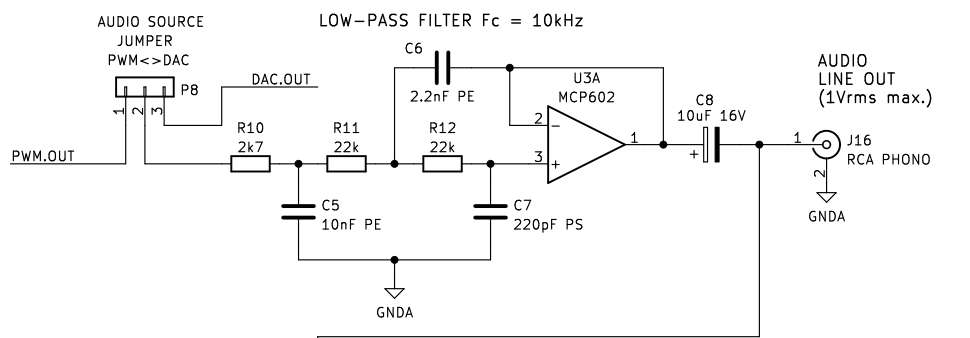 LOW-PASS FILTER Fc = 10kHz
AUDIO SOURCE
JUMPER
PWM<>DAC
P8
1
2
3
DAC.OUT
PWM.OUT
R10
2k7
R11
22k
R12
22k
C6
2.2nF PE
C5
10nF PE
C7
220pF PS
GNDA
U3A
MCP602
2
3
1
-
+
C8
10uF 16V
+
AUDIO
LINE OUT
(1Vrms max.)
1
J16
RCA PHONO
2
GNDA